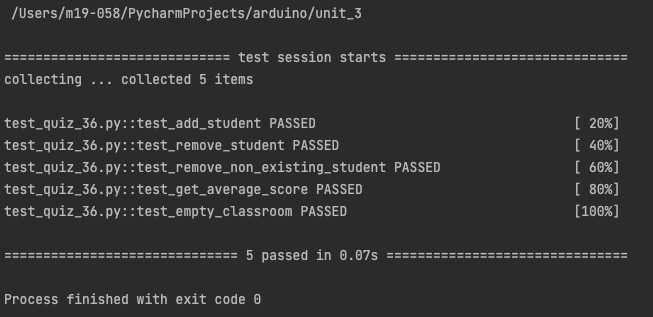 /Users/m19-058/PycharmProjects/arduino/unit_3
============================= test session starts ==============================
collecting ... collected 5 items
test_quiz_36.py::test_add_student PASSED [ 20%]
test_quiz_36.py::test_remove_student PASSED [ 40%]
test_quiz_36.py::test_remove_non_existing_student PASSED [ 60%]
test_quiz_36.py::test_get_average_score PASSED [ 80%]
test_quiz_36.py::test_empty_classroom PASSED [100%]
============================== 5 passed in 0.07s ===============================
Process finished with exit code 0